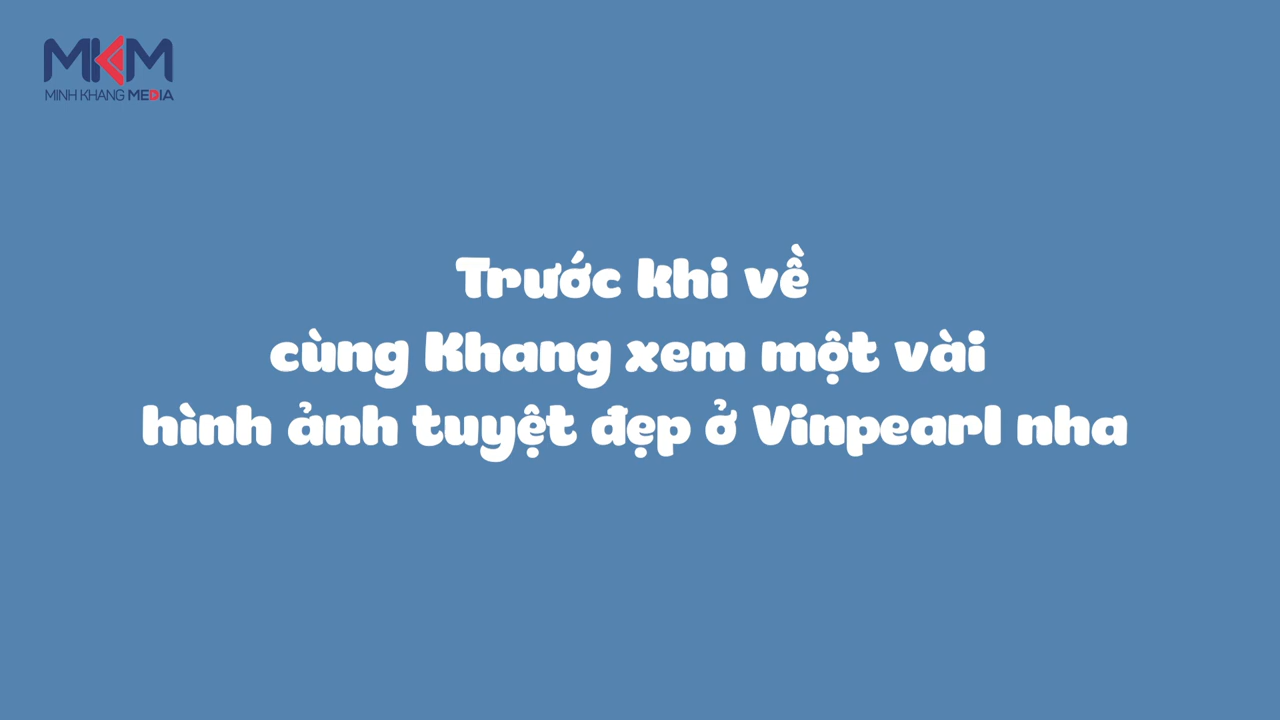 MKM
MINH KHANG MEDIA
Trước khi về
cùng Khang xem một vài
hình ảnh tuyệt đẹp ở Vinpearl nha